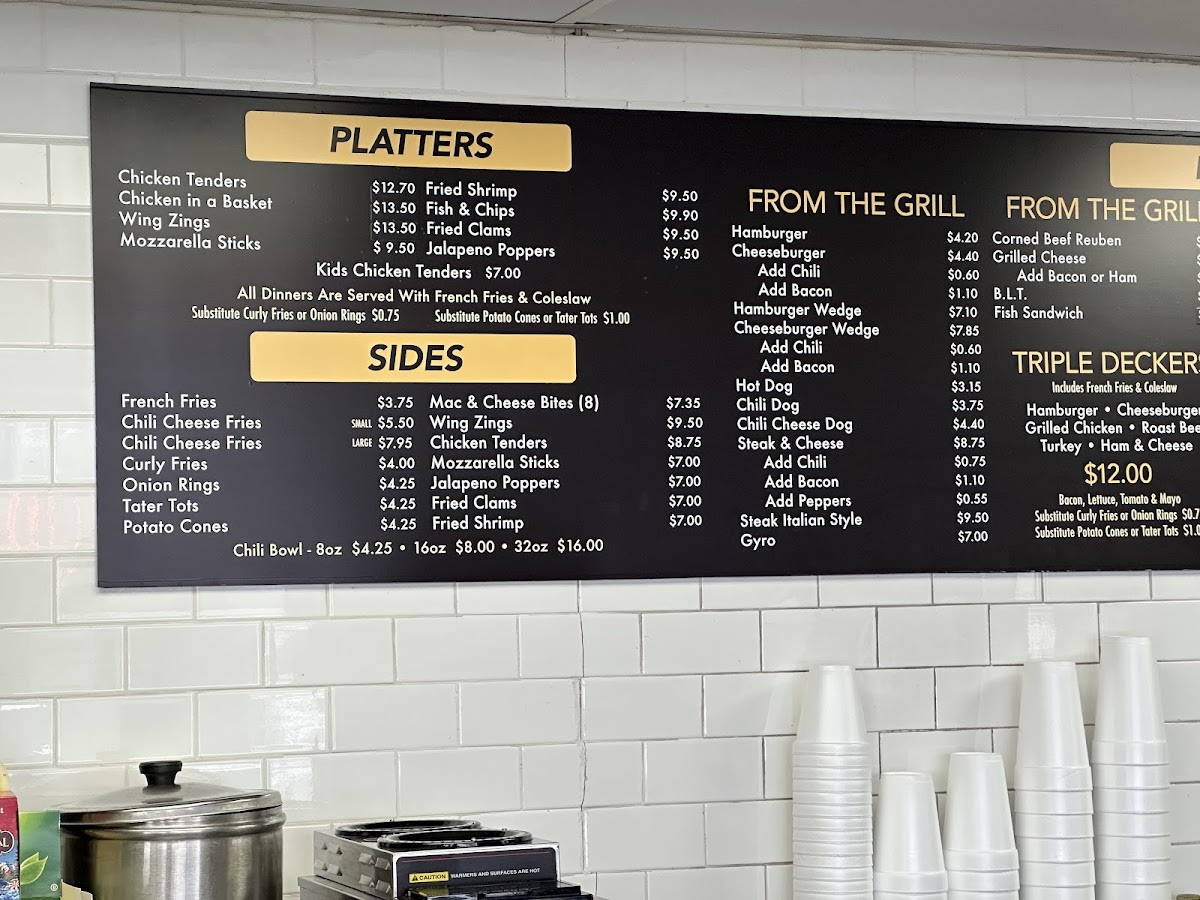 PLATTERS
Chicken Tenders $12.70 Fried Shrimp $9.50
Chicken in a Basket $13.50 Fish & Chips $9.90
Wing Zings $13.50 Fried Clams $9.50
Mozzarella Sticks $ 9.50 Jalapeno Poppers $9.50
Kids Chicken Tenders $7.00
All Dinners Are Served With French Fries & Coleslaw
Substitute Curly Fries or Onion Rings $0.75 Substitute Potato Cones or Tater Tots $1.00
SIDES
French Fries $3.75 Mac & Cheese Bites (8) $7.35
Chili Cheese Fries SMALL $5.50 Wing Zings $9.50
Chili Cheese Fries LARGE $7.95 Chicken Tenders $8.75
Curly Fries $4.00 Mozzarella Sticks $7.00
Onion Rings $4.25 Jalapeno Poppers $7.00
Tater Tots $4.25 Fried Clams $7.00
Potato Cones $4.25 Fried Shrimp $7.00
Chili Bowl - 8oz $4.25 • 16oz $8.00 • 32oz $16.00
FROM THE GRILL
Hamburger $4.20
Cheeseburger $4.40
Add Chili $0.60
Add Bacon $1.10
Hamburger Wedge $7.10
Cheeseburger Wedge $7.85
Add Chili $0.60
Add Bacon $1.10
Hot Dog $3.15
Chili Dog $3.75
Chili Cheese Dog $4.40
Steak & Cheese $8.75
Add Chili $0.75
Add Bacon $1.10
Add Peppers $0.55
Steak Italian Style $9.50
Gyro $7.00
FROM THE GRILL
Corned Beef Reuben
Grilled Cheese
Add Bacon or Ham
B.L.T.
Fish Sandwich
TRIPLE DECKERS
Includes French Fries & Coleslaw
Hamburger • Cheeseburger
Grilled Chicken • Roast Bee
Turkey • Ham & Cheese
$12.00
Bacon, Lettuce, Tomato & Mayo
Substitute Curly Fries or Onion Rings $0.7
Substitute Potato Cones or Tater Tots $1.0
CAUTION WARMERS AND SURFACES ARE HOT